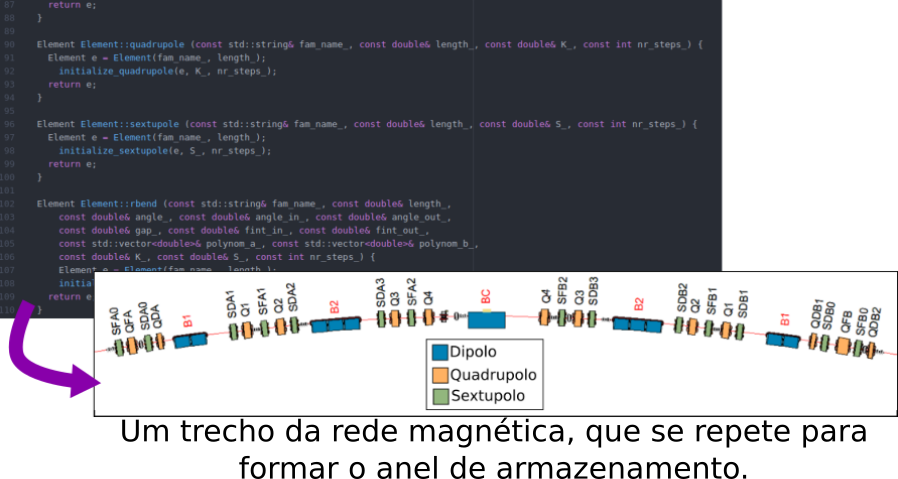 87 return e;
88 }
89
90 Element Element::quadrupole (const std::string& fam_name_, const double& length_, const double& K_, const int nr_steps_) {
91 Element e = Element(fam_name_, length_);
92 initialize_quadrupole(e, K_, nr_steps_);
93 return e;
94 }
95
96 Element Element::sextupole (const std::string& fam_name_, const double& length_, const double& S_, const int nr_steps_) {
97 Element e = Element(fam_name_, length_);
98 initialize_sextupole(e, S_, nr_steps_);
99 return e;
100 }
101
102 Element Element::rbend (const std::string& fam_name_, const double& length_,
103 const double& angle_, const double& angle_in_, const double& angle_out_,
104 const double& gap_, const double& fint_in_, const double& fint_out_,
105 const std::vector<double>& polynom_a_, const std::vector<double>& polynom_b_,
106 const double& K_, const double& S_, const int nr_steps_) {
107 Element e = Element(fam_name_, length_);
108 initia
109 return e
110 }
SFA0 QFA SDA0 QDA B1 SDA1 Q1 SFA1 Q2 SDA2 B2 SDA3 Q3 SFA2 Q4 BC Q4 SFB2 Q3 SDB3 B2 SDB2 Q2 SFB1 Q1 SDB1 B1 QDB1 SDB0 QFB SFB0 QDB2
Dipolo
Quadrupolo
Sextupolo
Um trecho da rede magnética, que se repete para
formar o anel de armazenamento.